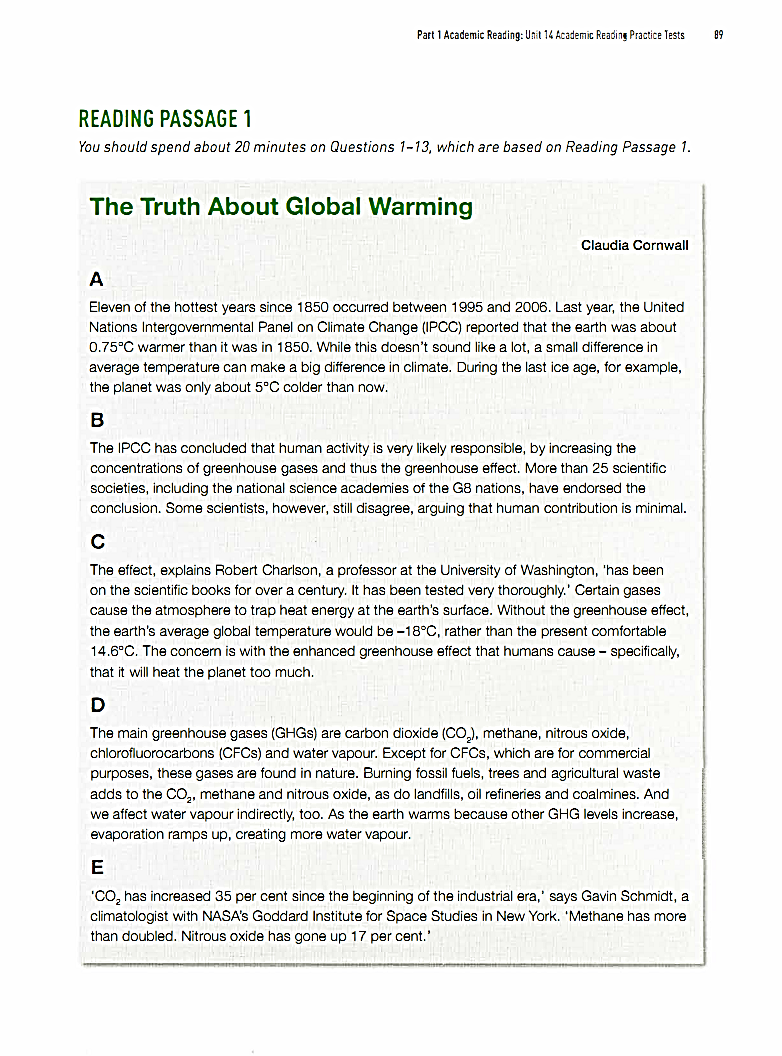 Part 1 Academic Reading: Unit 14 Academic Reading Practice Tests 89
READING PASSAGE 1
You should spend about 20 minutes on Questions 1–13, which are based on Reading Passage 1.
The Truth About Global Warming
Claudia Cornwall
A
Eleven of the hottest years since 1850 occurred between 1995 and 2006. Last year, the United
Nations Intergovernmental Panel on Climate Change (IPCC) reported that the earth was about
0.75°C warmer than it was in 1850. While this doesn't sound like a lot, a small difference in
average temperature can make a big difference in climate. During the last ice age, for example,
the planet was only about 5°C colder than now.
B
The IPCC has concluded that human activity is very likely responsible, by increasing the
concentrations of greenhouse gases and thus the greenhouse effect. More than 25 scientific
societies, including the national science academies of the G8 nations, have endorsed the
conclusion. Some scientists, however, still disagree, arguing that human contribution is minimal.
C
The effect, explains Robert Charlson, a professor at the University of Washington, 'has been
on the scientific books for over a century. It has been tested very thoroughly.' Certain gases
cause the atmosphere to trap heat energy at the earth's surface. Without the greenhouse effect,
the earth's average global temperature would be –18°C, rather than the present comfortable
14.6°C. The concern is with the enhanced greenhouse effect that humans cause – specifically,
that it will heat the planet too much.
D
The main greenhouse gases (GHGs) are carbon dioxide (CO₂), methane, nitrous oxide,
chlorofluorocarbons (CFCs) and water vapour. Except for CFCs, which are for commercial
purposes, these gases are found in nature. Burning fossil fuels, trees and agricultural waste
adds to the CO₂, methane and nitrous oxide, as do landfills, oil refineries and coalmines. And
we affect water vapour indirectly, too. As the earth warms because other GHG levels increase,
evaporation ramps up, creating more water vapour.
E
'CO₂ has increased 35 per cent since the beginning of the industrial era,' says Gavin Schmidt, a
climatologist with NASA's Goddard Institute for Space Studies in New York. 'Methane has more
than doubled. Nitrous oxide has gone up 17 per cent.'